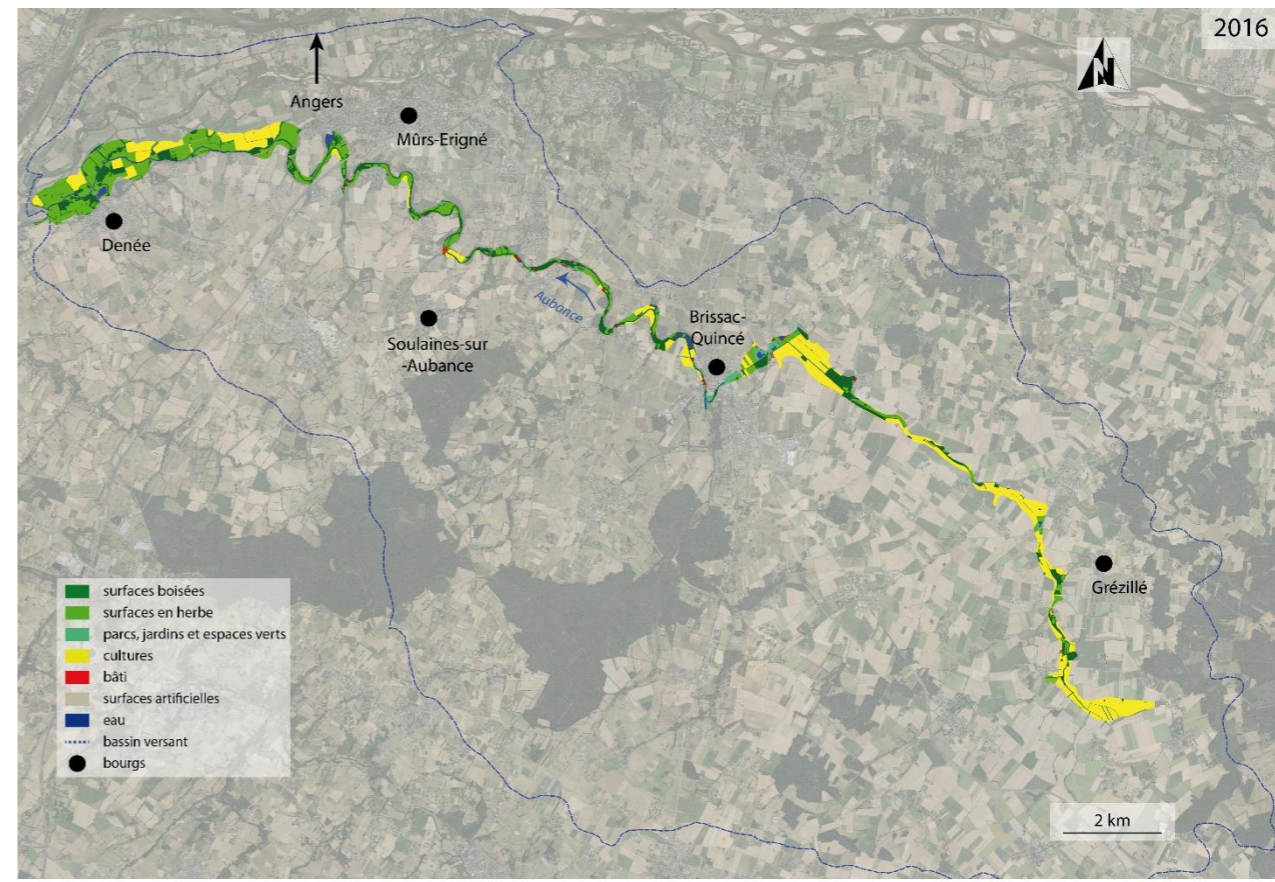 2016
N
Angers
Mûrs-Erigné
Denée
Aubance
Soulaines-sur
-Aubance
Brissac-
Quincé
Grézillé
surfaces boisées
surfaces en herbe
parcs, jardins et espaces verts
cultures
bâti
surfaces artificielles
eau
bassin versant
bourgs
2 km